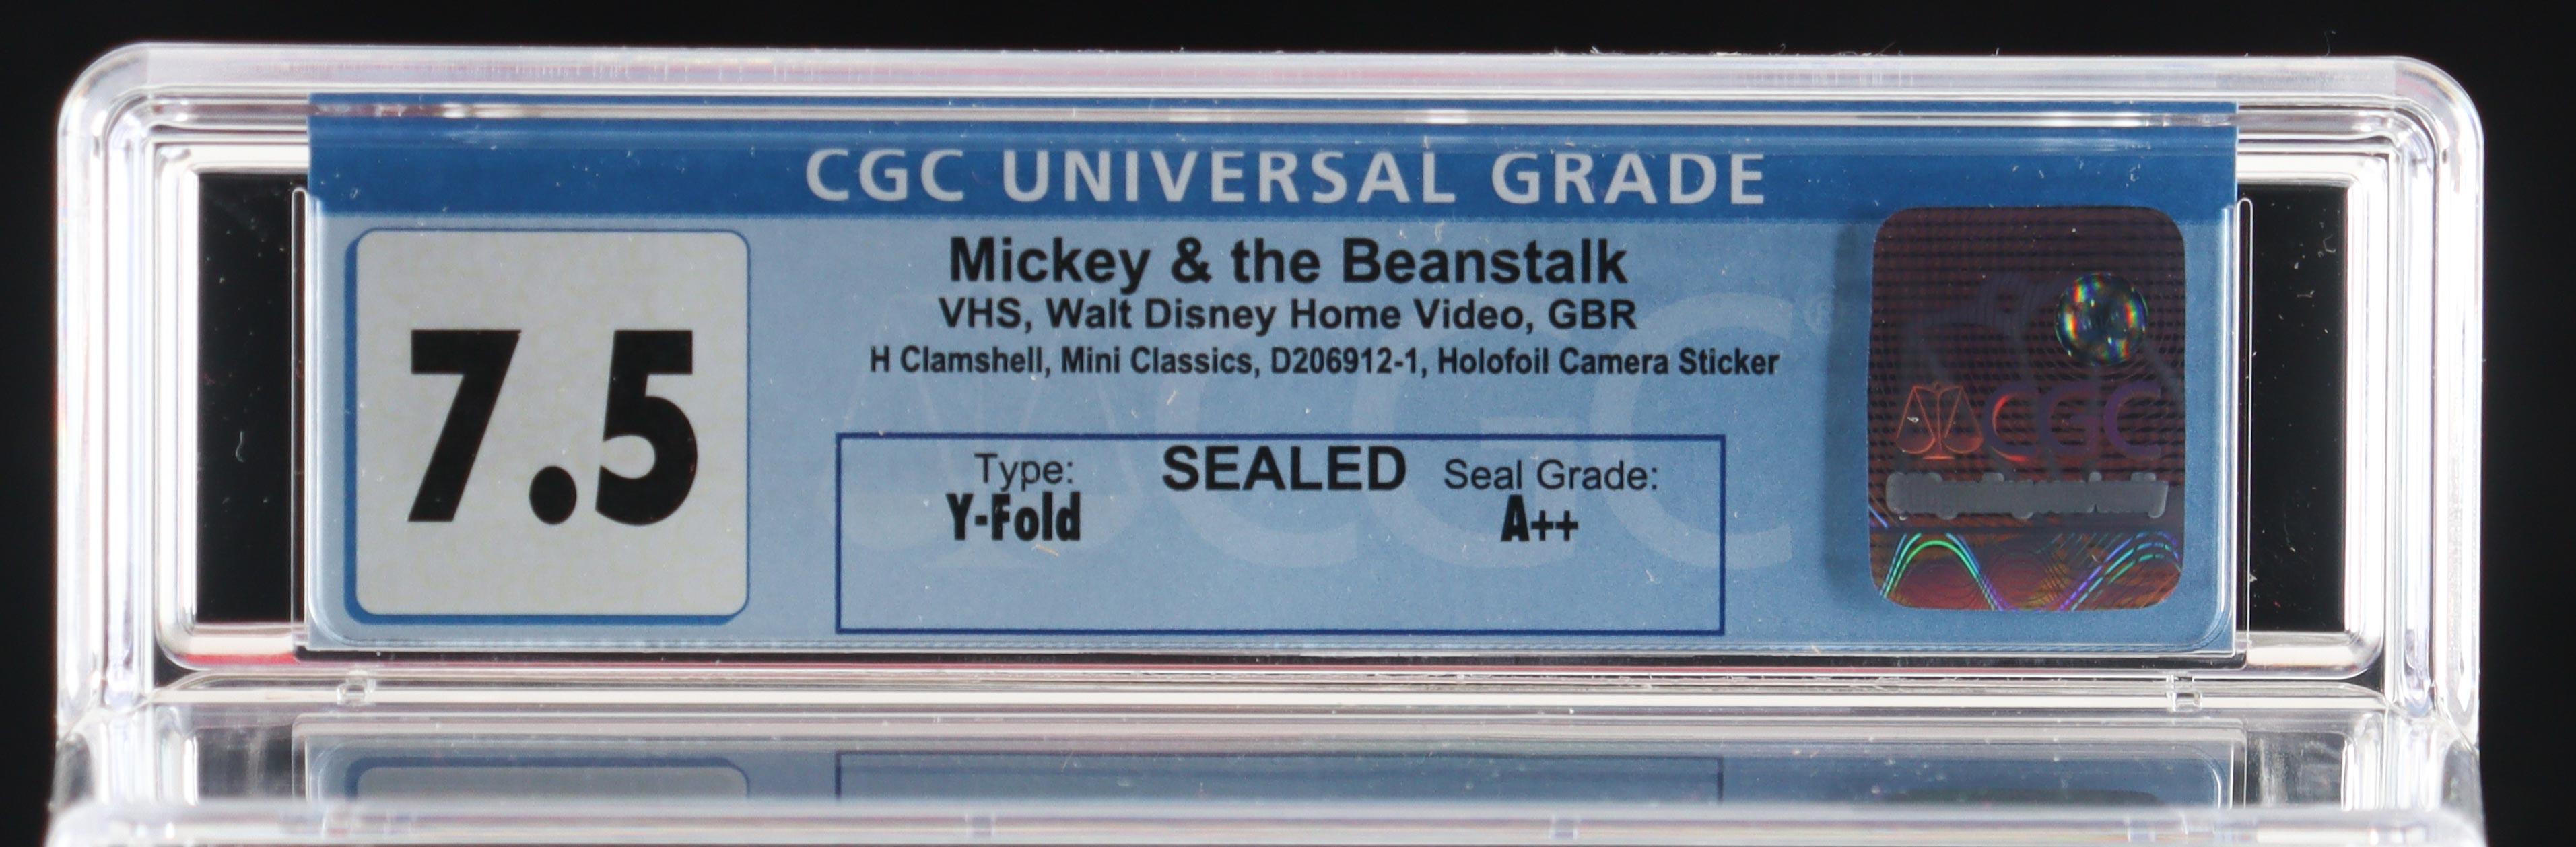 CGC UNIVERSAL GRADE
7.5
Mickey & the Beanstalk
VHS, Walt Disney Home Video, GBR
H Clamshell, Mini Classics, D206912-1, Holofoil Camera Sticker
Type:
Y-Fold
SEALED
Seal Grade:
A++
CGC
CGC